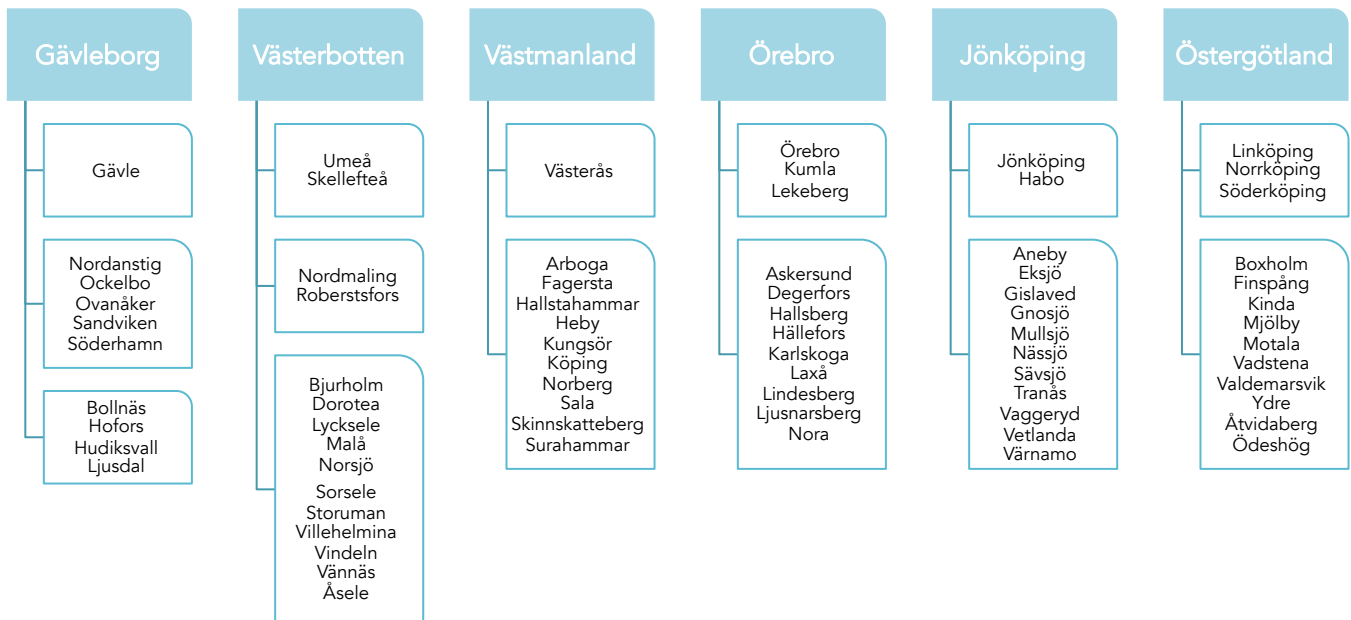 Gävleborg
Gävle
Nordanstig
Ockelbo
Ovanåker
Sandviken
Söderhamn
Bollnäs
Hofors
Hudiksvall
Ljusdal
Västerbotten
Umeå
Skellefteå
Nordmaling
Roberstsfors
Bjurholm
Dorotea
Lycksele
Malå
Norsjö
Sorsele
Storuman
Villehelmina
Vindeln
Vännäs
Åsele
Västmanland
Västerås
Arboga
Fagersta
Hallstahammar
Heby
Kungsör
Köping
Norberg
Sala
Skinnskatteberg
Surahammar
Örebro
Örebro
Kumla
Lekeberg
Askersund
Degerfors
Hallsberg
Hällefors
Karlskoga
Laxå
Lindesberg
Ljusnarsberg
Nora
Jönköping
Jönköping
Habo
Aneby
Eksjö
Gislaved
Gnosjö
Mullsjö
Nässjö
Sävsjö
Tranås
Vaggeryd
Vetlanda
Värnamo
Östergötland
Linköping
Norrköping
Söderköping
Boxholm
Finspång
Kinda
Mjölby
Motala
Vadstena
Valdemarsvik
Ydre
Åtvidaberg
Ödeshög